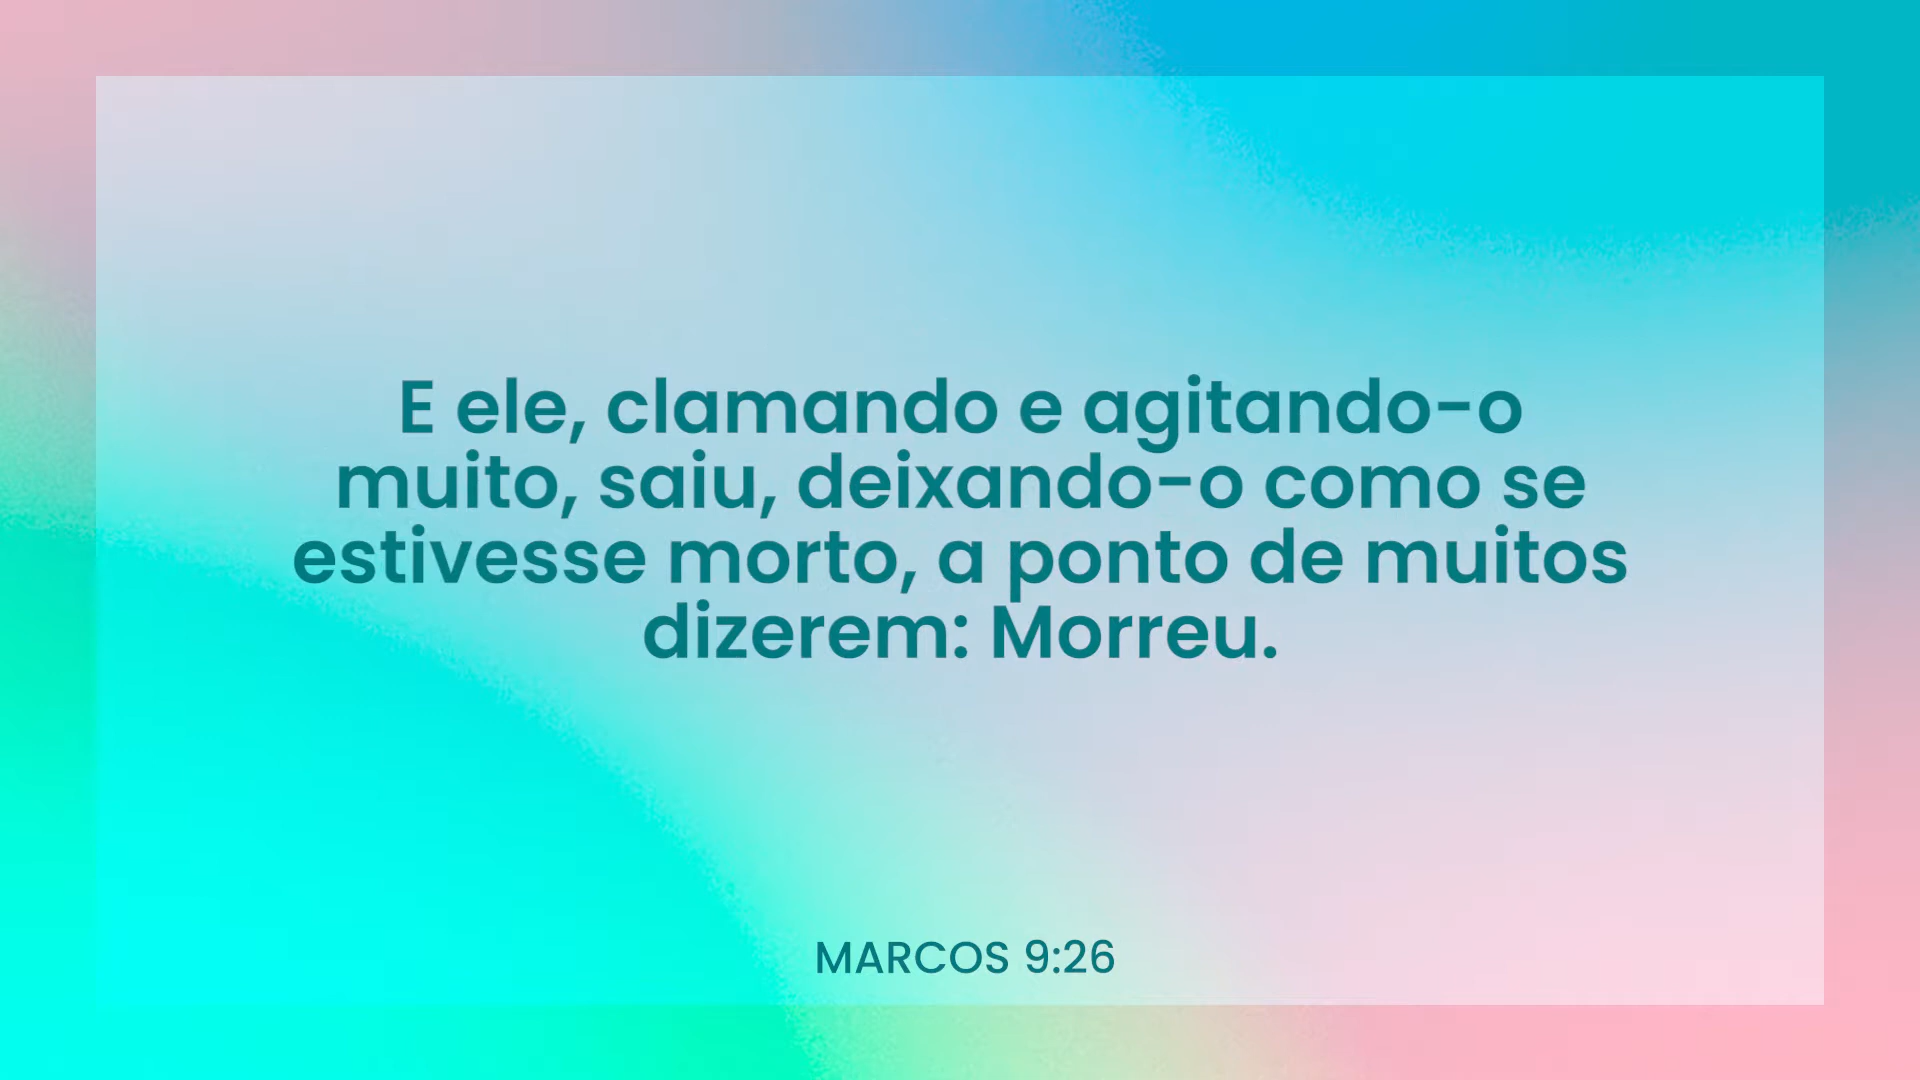 E ele, clamando e agitando-o
muito, saiu, deixando-o como se
estivesse morto, a ponto de muitos
dizerem: Morreu.
MARCOS 9:26